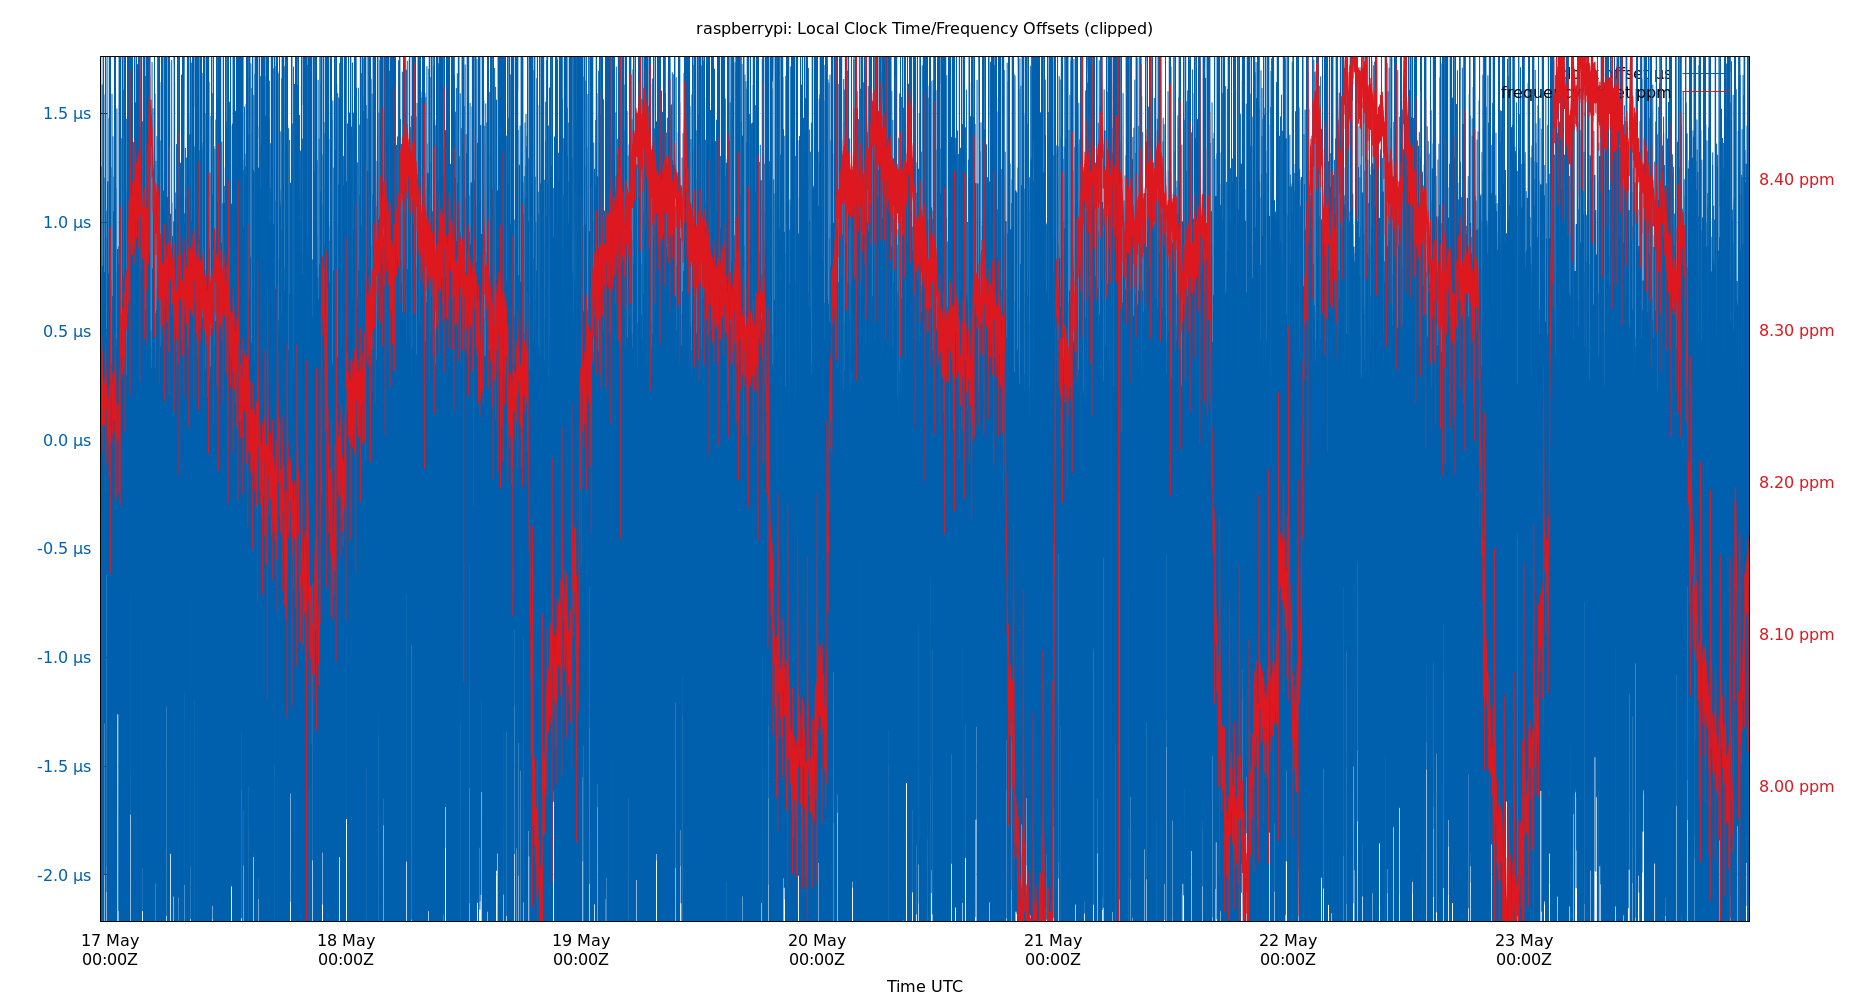 raspberrypi: Local Clock Time/Frequency Offsets (clipped)
1.5 µs
1.0 µs
0.5 µs
0.0 µs
-0.5 µs
-1.0 µs
-1.5 µs
-2.0 µs
8.40 ppm
8.30 ppm
8.20 ppm
8.10 ppm
8.00 ppm
offset µs
ppm
17 May
00:00Z
18 May
00:00Z
19 May
00:00Z
20 May
00:00Z
21 May
00:00Z
22 May
00:00Z
23 May
00:00Z
Time UTC